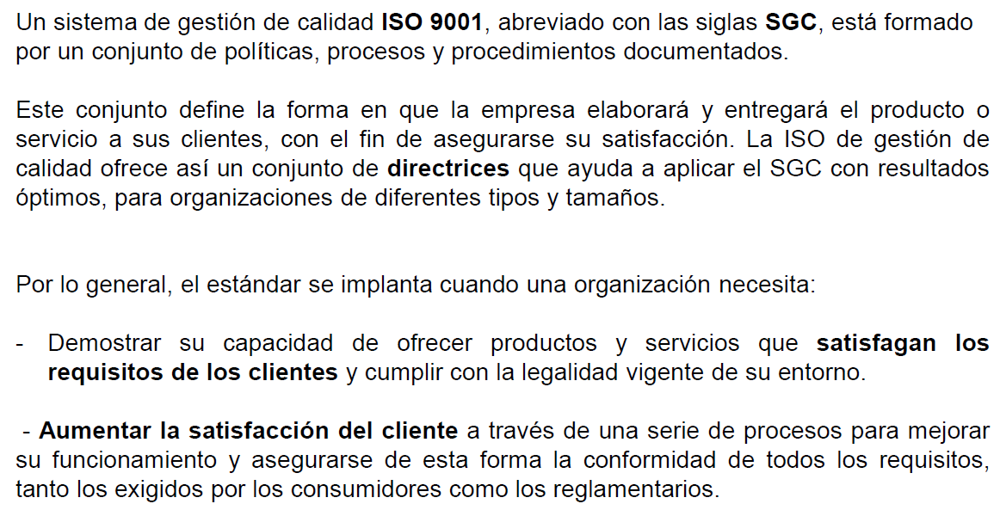 Un sistema de gestión de calidad ISO 9001, abreviado con las siglas SGC, está formado
por un conjunto de políticas, procesos y procedimientos documentados.
Este conjunto define la forma en que la empresa elaborará y entregará el producto o
servicio a sus clientes, con el fin de asegurarse su satisfacción. La ISO de gestión de
calidad ofrece así un conjunto de directrices que ayuda a aplicar el SGC con resultados
óptimos, para organizaciones de diferentes tipos y tamaños.
Por lo general, el estándar se implanta cuando una organización necesita:
- Demostrar su capacidad de ofrecer productos y servicios que satisfagan los
requisitos de los clientes y cumplir con la legalidad vigente de su entorno.
- Aumentar la satisfacción del cliente a través de una serie de procesos para mejorar
su funcionamiento y asegurarse de esta forma la conformidad de todos los requisitos,
tanto los exigidos por los consumidores como los reglamentarios.